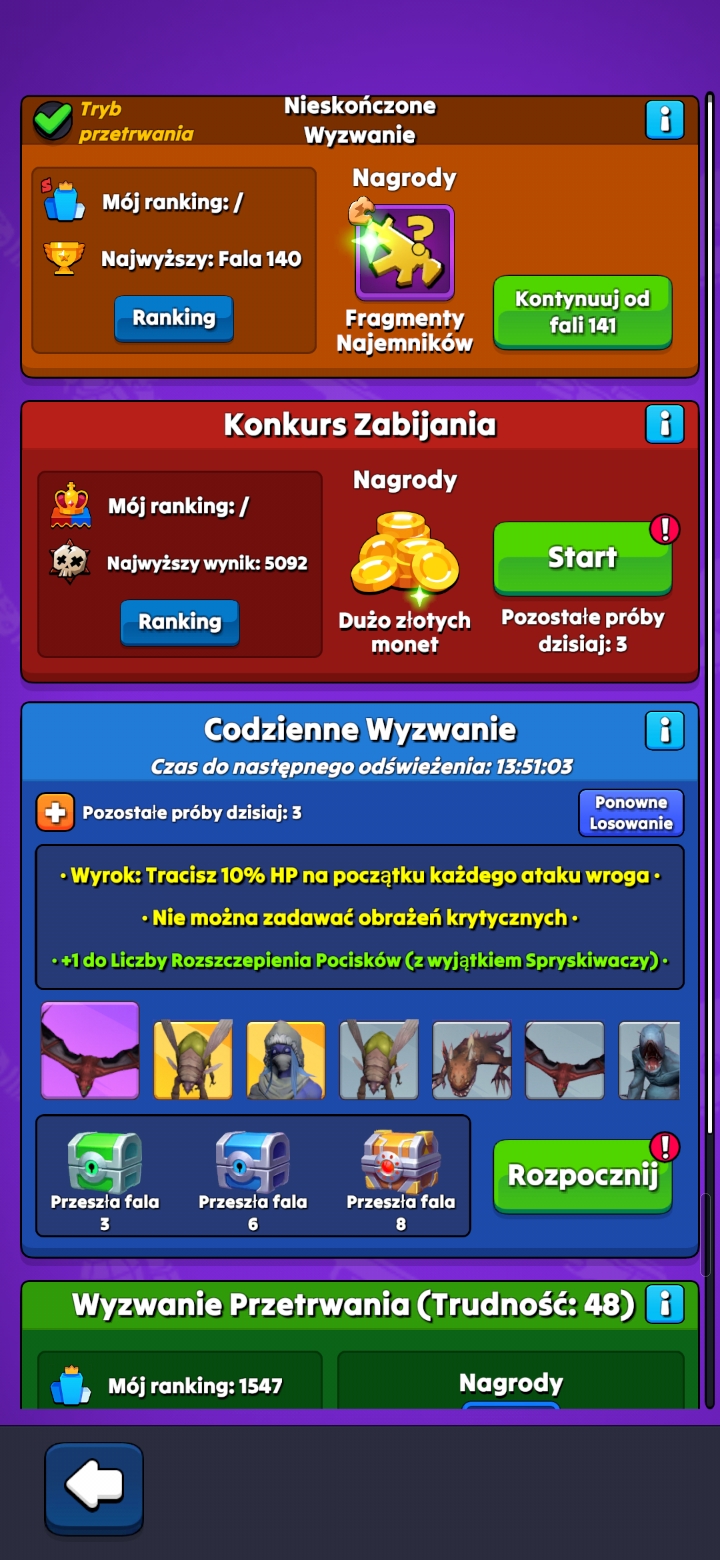 Tryb
przetrwania
Nieskończone
Wyzwanie
Mój ranking: /
Najwyższy: Fala 140
Ranking
Nagrody
Fragmenty
Najemników
Kontynuuj od
fali 141
Konkurs Zabijania
Mój ranking: /
Najwyższy wynik: 5092
Ranking
Nagrody
Dużo złotych
monet
Start
Pozostałe próby
dzisiaj: 3
Codzienne Wyzwanie
Czas do następnego odświeżenia: 13:51:03
Pozostałe próby dzisiaj: 3
Ponowne
Losowanie
· Wyrok: Tracisz 10% HP na początku każdego ataku wroga ·
· Nie można zadawać obrażeń krytycznych ·
· +1 do Liczby Rozszczepienia Pocisków (z wyjątkiem Spryskiwaczy) ·
Przeszła fala
3
Przeszła fala
6
Przeszła fala
8
Rozpocznij
Wyzwanie Przetrwania (Trudność: 48)
Mój ranking: 1547
Nagrody